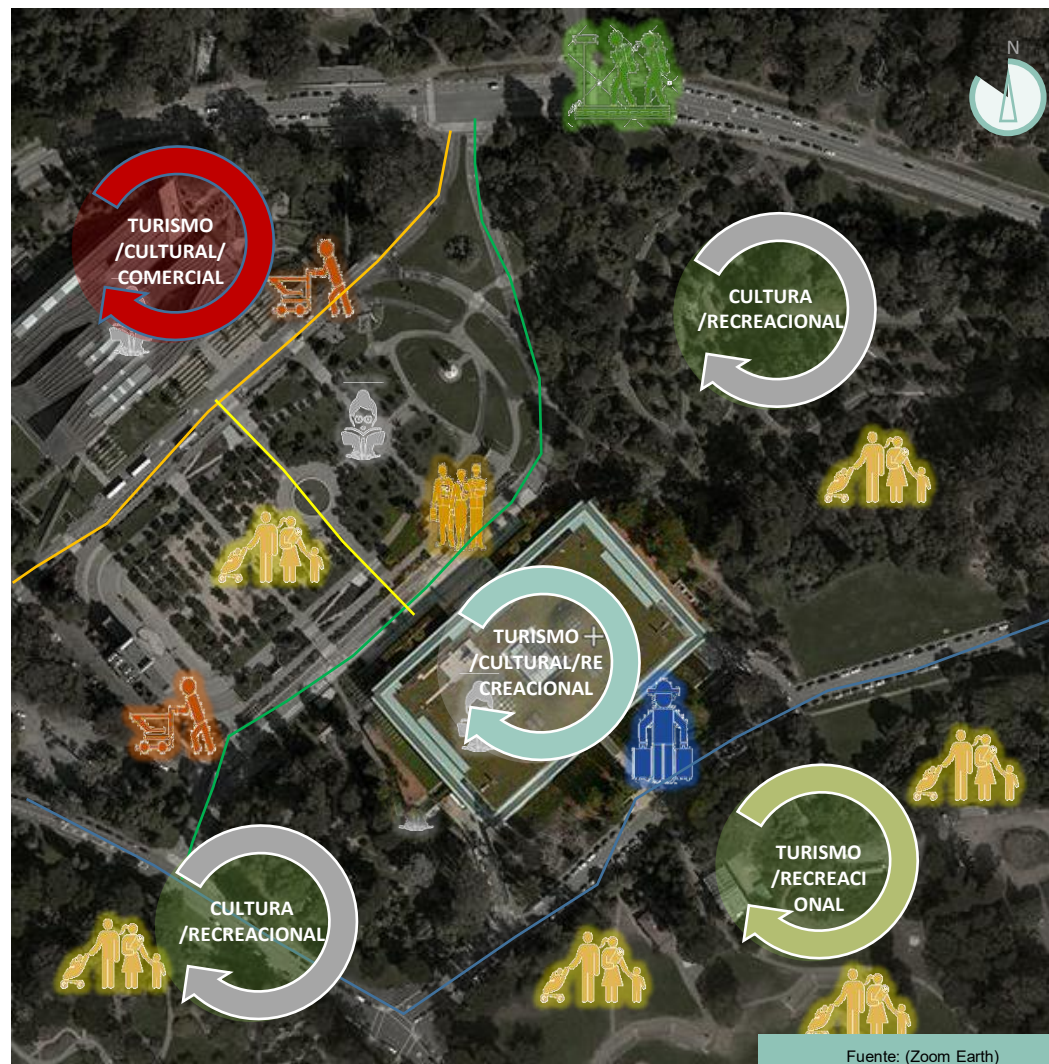 N
TURISMO
/CULTURAL/
COMERCIAL
CULTURA
/RECREACIONAL
TURISMO
/CULTURAL/RE
CREACIONAL
TURISMO
/RECREACI
ONAL
CULTURA
/RECREACIONAL
Fuente: (Zoom Earth)